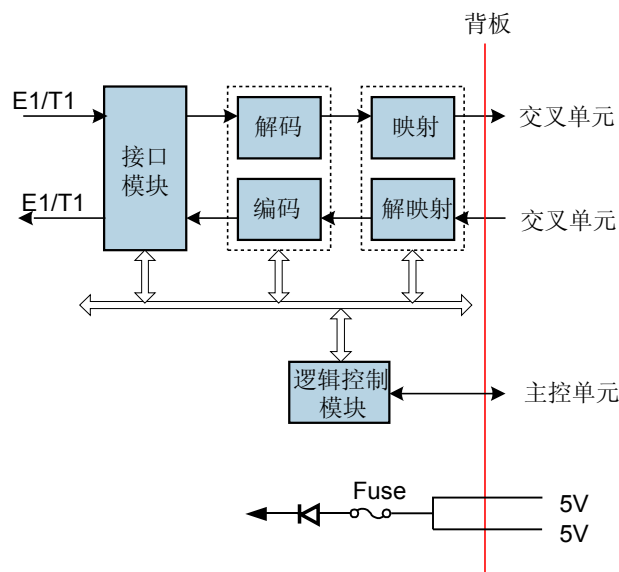 背板
E1/T1
接口
模块
解码
映射
交叉单元
E1/T1
编码
解映射
交叉单元
逻辑控制
模块
主控单元
Fuse
5V
5V